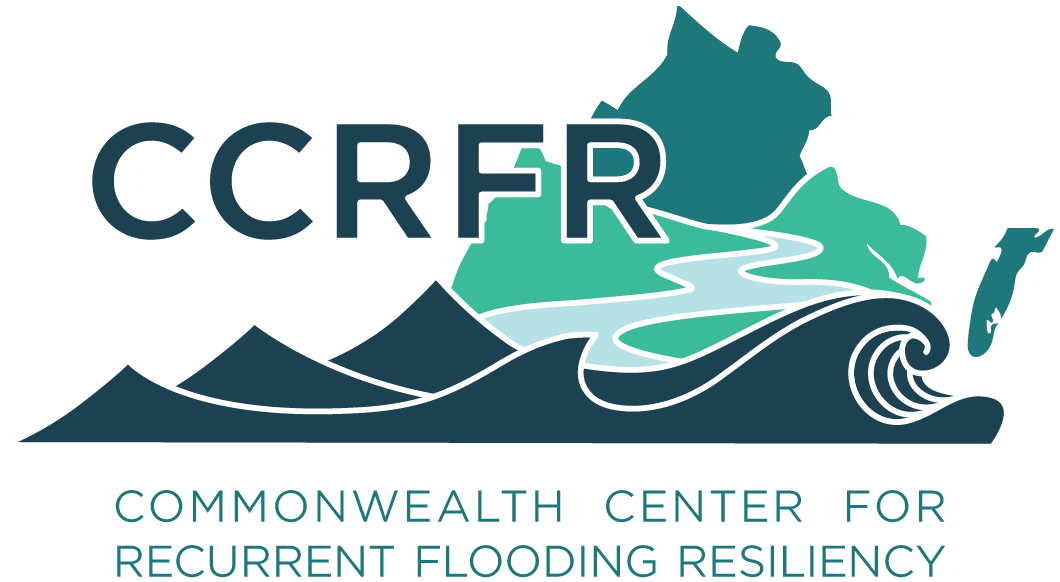 CCRFR
COMMONWEALTH CENTER FOR
RECURRENT FLOODING RESILIENCY